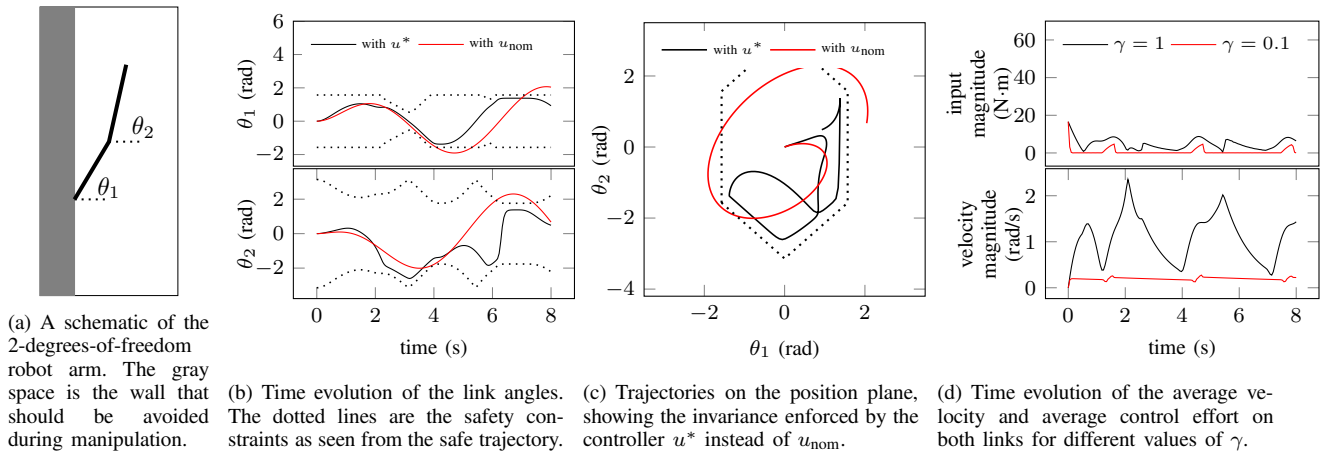 θ₂
θ₁
(a) A schematic of the
2-degrees-of-freedom
robot arm. The gray
space is the wall that
should be avoided
during manipulation.
with u* with u_nom
θ₁ (rad)
2
0
−2
θ₂ (rad)
2
0
−2
0 2 4 6 8
time (s)
(b) Time evolution of the link angles.
The dotted lines are the safety con-
straints as seen from the safe trajectory.
with u* with u_nom
θ₂ (rad)
2
0
−2
−4
−2 0 2
θ₁ (rad)
(c) Trajectories on the position plane,
showing the invariance enforced by the
controller u* instead of u_nom.
γ = 1 γ = 0.1
input
magnitude
(N·m)
60
40
20
0
velocity
magnitude
(rad/s)
2
1
0
0 2 4 6 8
time (s)
(d) Time evolution of the average ve-
locity and average control effort on
both links for different values of γ.